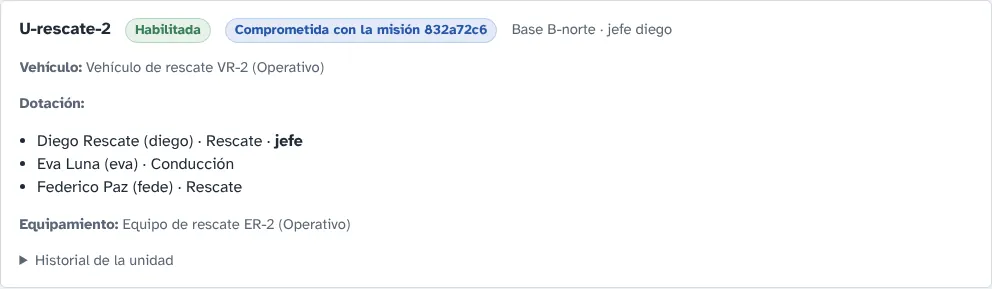 U-rescate-2 Habilitada Comprometida con la misión 832a72c6 Base B-norte · jefe diego
Vehículo: Vehículo de rescate VR-2 (Operativo)
Dotación:
• Diego Rescate (diego) · Rescate · jefe
• Eva Luna (eva) · Conducción
• Federico Paz (fede) · Rescate
Equipamiento: Equipo de rescate ER-2 (Operativo)
▶ Historial de la unidad